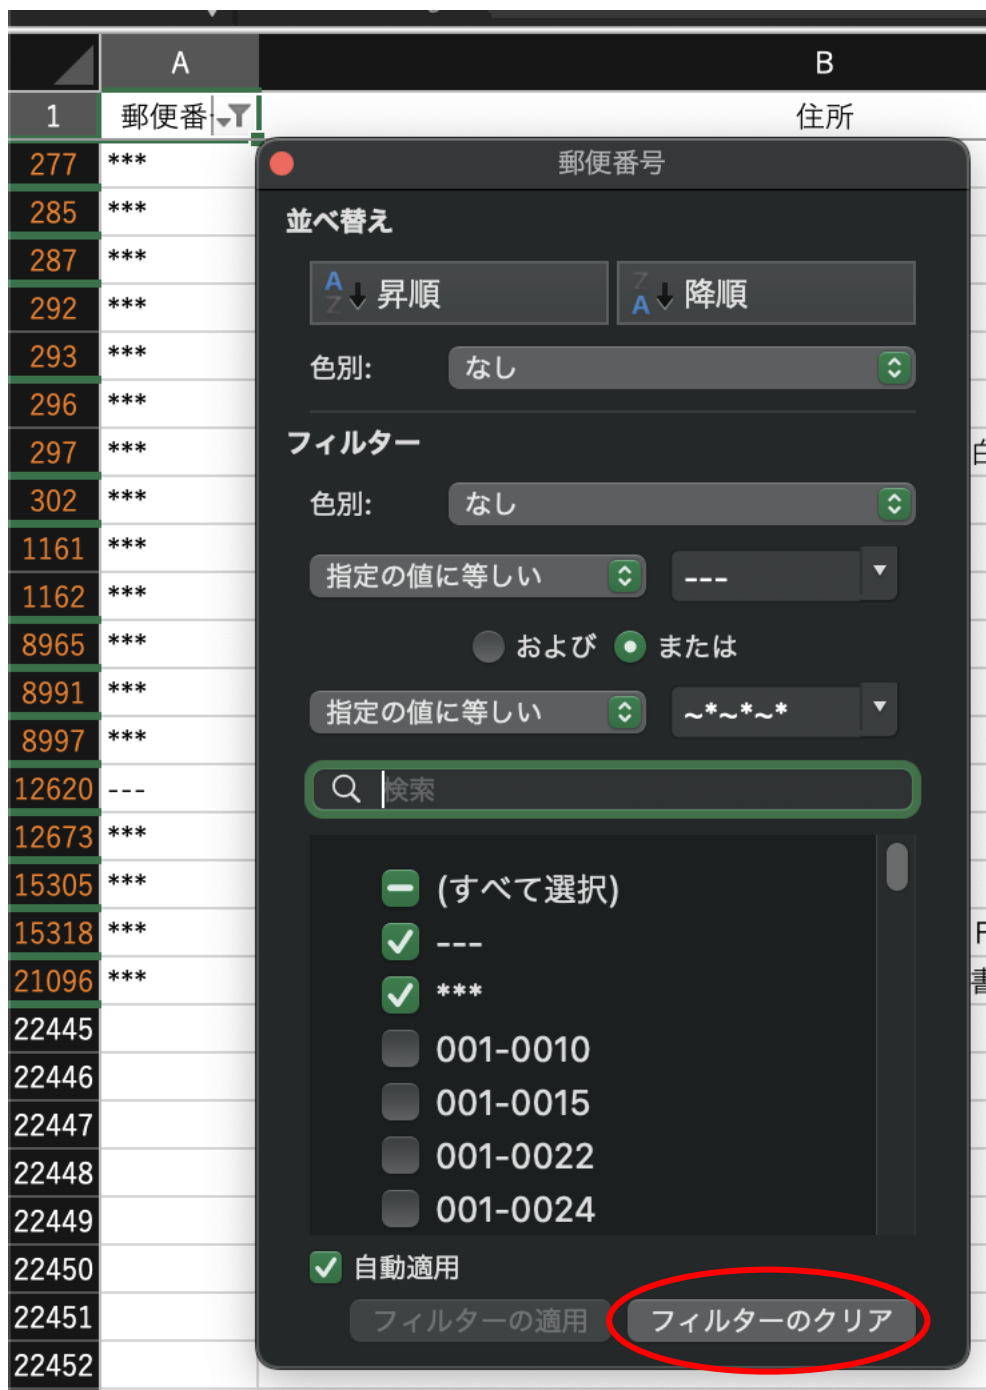 A B
1 郵便番 住所
277 ***
285 ***
287 ***
292 ***
293 ***
296 ***
297 ***
302 ***
1161 ***
1162 ***
8965 ***
8991 ***
8997 ***
12620 ---
12673 ***
15305 ***
15318 ***
21096 ***
22445
22446
22447
22448
22449
22450
22451
22452
郵便番号
並べ替え
A Z 昇順 Z A 降順
色別: なし
フィルター
色別: なし
指定の値に等しい ---
および または
指定の値に等しい ~*~*~*
検索
(すべて選択)
---
***
001-0010
001-0015
001-0022
001-0024
自動適用
フィルターの適用 フィルターのクリア